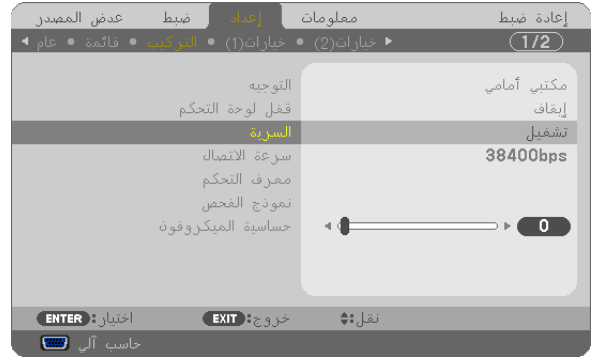 عرض المصدر ضبط إعداد معلومات إعادة ضبط
عام • قائمة • التركيب • خيارات(1) • خيارات(2) (1/2)
التوجيه مكتبي أمامي
قفل لوحة التحكم إيقاف
السرية تشغيل
سرعة الاتصال 38400bps
معرف التحكم
نموذج الفحص
حساسية الميكروفون 0
اختيار:ENTER خروج:EXIT نقل:
حاسب آلي